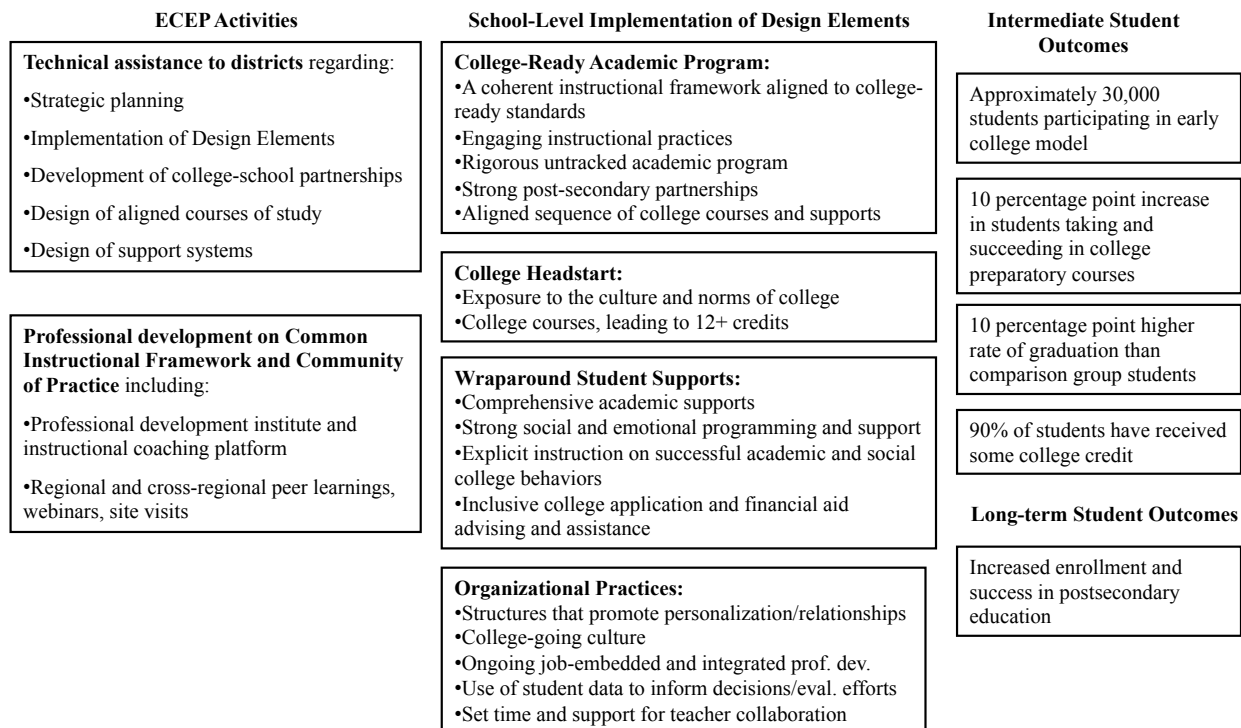 ECEP Activities
Technical assistance to districts regarding:
•Strategic planning
•Implementation of Design Elements
•Development of college-school partnerships
•Design of aligned courses of study
•Design of support systems
Professional development on Common
Instructional Framework and Community
of Practice including:
•Professional development institute and
instructional coaching platform
•Regional and cross-regional peer learnings,
webinars, site visits
School-Level Implementation of Design Elements
College-Ready Academic Program:
•A coherent instructional framework aligned to college-
ready standards
•Engaging instructional practices
•Rigorous untracked academic program
•Strong post-secondary partnerships
•Aligned sequence of college courses and supports
College Headstart:
•Exposure to the culture and norms of college
•College courses, leading to 12+ credits
Wraparound Student Supports:
•Comprehensive academic supports
•Strong social and emotional programming and support
•Explicit instruction on successful academic and social
college behaviors
•Inclusive college application and financial aid
advising and assistance
Organizational Practices:
•Structures that promote personalization/relationships
•College-going culture
•Ongoing job-embedded and integrated prof. dev.
•Use of student data to inform decisions/eval. efforts
•Set time and support for teacher collaboration
Intermediate Student
Outcomes
Approximately 30,000
students participating in early
college model
10 percentage point increase
in students taking and
succeeding in college
preparatory courses
10 percentage point higher
rate of graduation than
comparison group students
90% of students have received
some college credit
Long-term Student Outcomes
Increased enrollment and
success in postsecondary
education